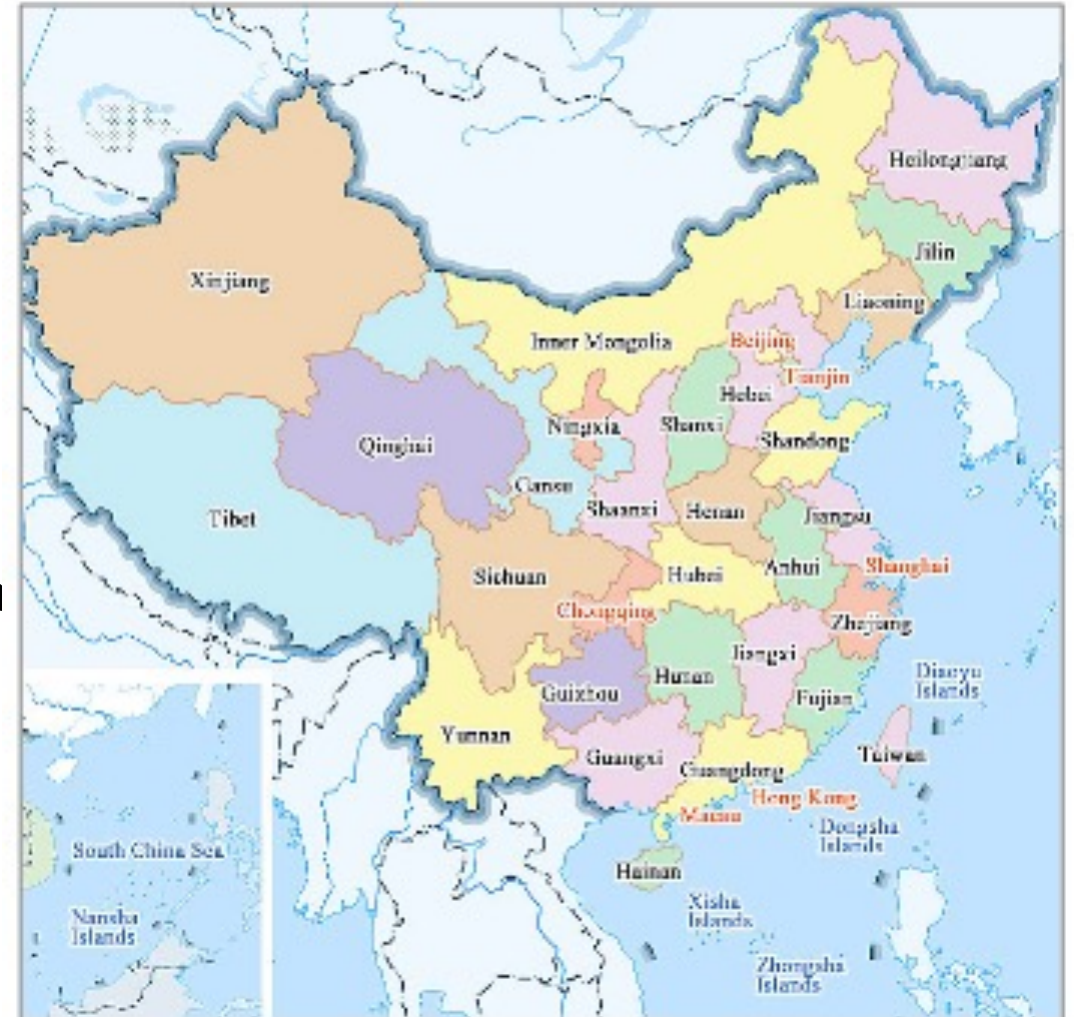 Heilongjiang
Jilin
Xinjiang
Liaoning
Inner Mongolia
Beijing
Tianjin
Hebei
Ningxia
Shanxi
Shandong
Qinghai
Gansu
Shaanxi
Henan
Jiangsu
Tibet
Sichuan
Hubei
Anhui
Shanghai
Chongqing
Zhejiang
Jiangxi
Hunan
Guizhou
Fujian
Diaoyu
Islands
Yunnan
Guangxi
Guangdong
Taiwan
Hong Kong
Macau
Dongsha
Islands
South China Sea
Hainan
Nansha
Islands
Xisha
Islands
Zhongsha
Islands